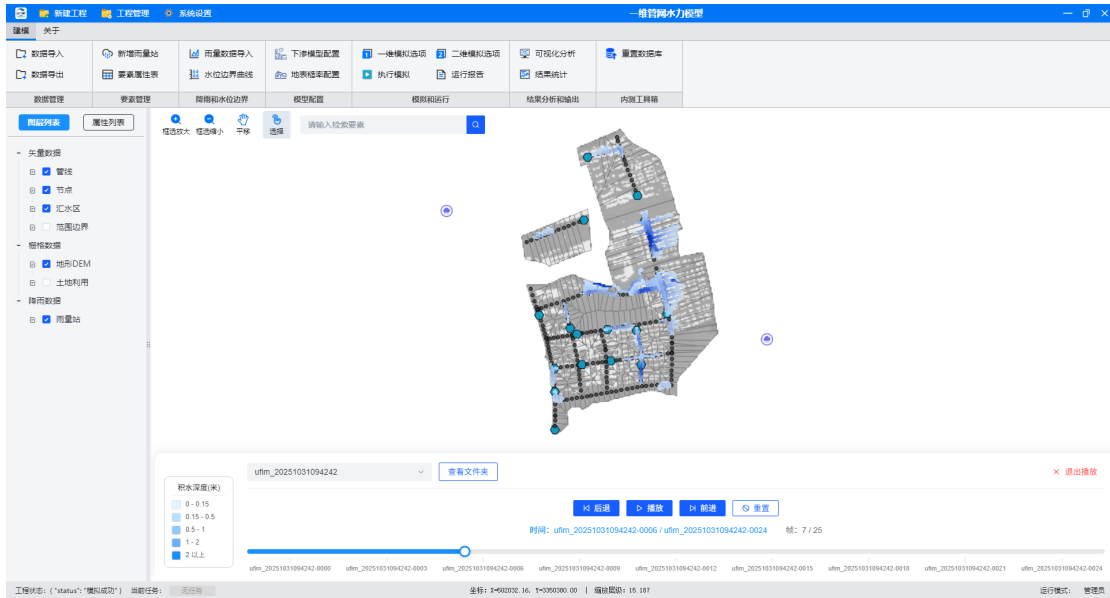 新建工程 工程管理 系统设置 一维管网水力模型
建模 关于
数据导入 新增雨量站 雨量数据导入 下渗模型配置 一维模拟选项 二维模拟选项 可视化分析 重置数据库
数据导出 要素属性表 水位边界曲线 地表糙率配置 执行模拟 运行报告 结果统计
数据管理 要素管理 降雨和水位边界 模型配置 模拟和运行 结果分析和输出 内测工具箱
图层列表 属性列表
框选放大 框选缩小 平移 选择 请输入检索要素
矢量数据
管线
节点
汇水区
范围边界
栅格数据
地形DEM
土地利用
降雨数据
雨量站
ufim_20251031094242 查看文件夹 退出播放
积水深度(米)
0 - 0.15
0.15 - 0.5
0.5 - 1
1 - 2
2 以上
后退 播放 前进 重置
时间: ufim_20251031094242-0006 / ufim_20251031094242-0024 帧: 7 / 25
ufim_20251031094242-0000 ufim_20251031094242-0003 ufim_20251031094242-0006 ufim_20251031094242-0009 ufim_20251031094242-0012 ufim_20251031094242-0015 ufim_20251031094242-0018 ufim_20251031094242-0021 ufim_20251031094242-0024
工程状态: { "status": "模拟成功" } 当前任务: 无任务 坐标: X=502032.16, Y=3350380.00 | 缩放层级: 15.187 运行模式: 管理员